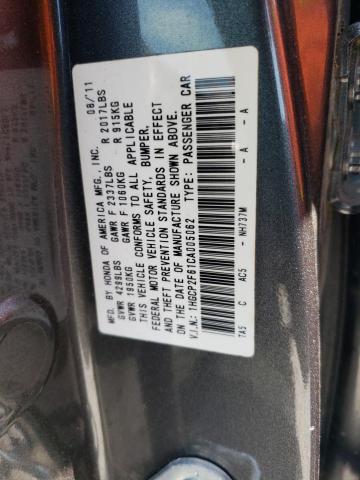 MFD. BY HONDA OF AMERICA MFG., INC. 08/11
GVWR 4299LBS GAWR F 2337LBS R 2017LBS
GVWR 1950KG GAWR F 1060KG R 915KG
THIS VEHICLE CONFORMS TO ALL APPLICABLE
FEDERAL MOTOR VEHICLE SAFETY, BUMPER,
AND THEFT PREVENTION STANDARDS IN EFFECT
ON THE DATE OF MANUFACTURE SHOWN ABOVE.
V.I.N.: 1HGCP2F61CA005062 TYPE: PASSENGER CAR
TA5 C AC5 - NH737M - A - A